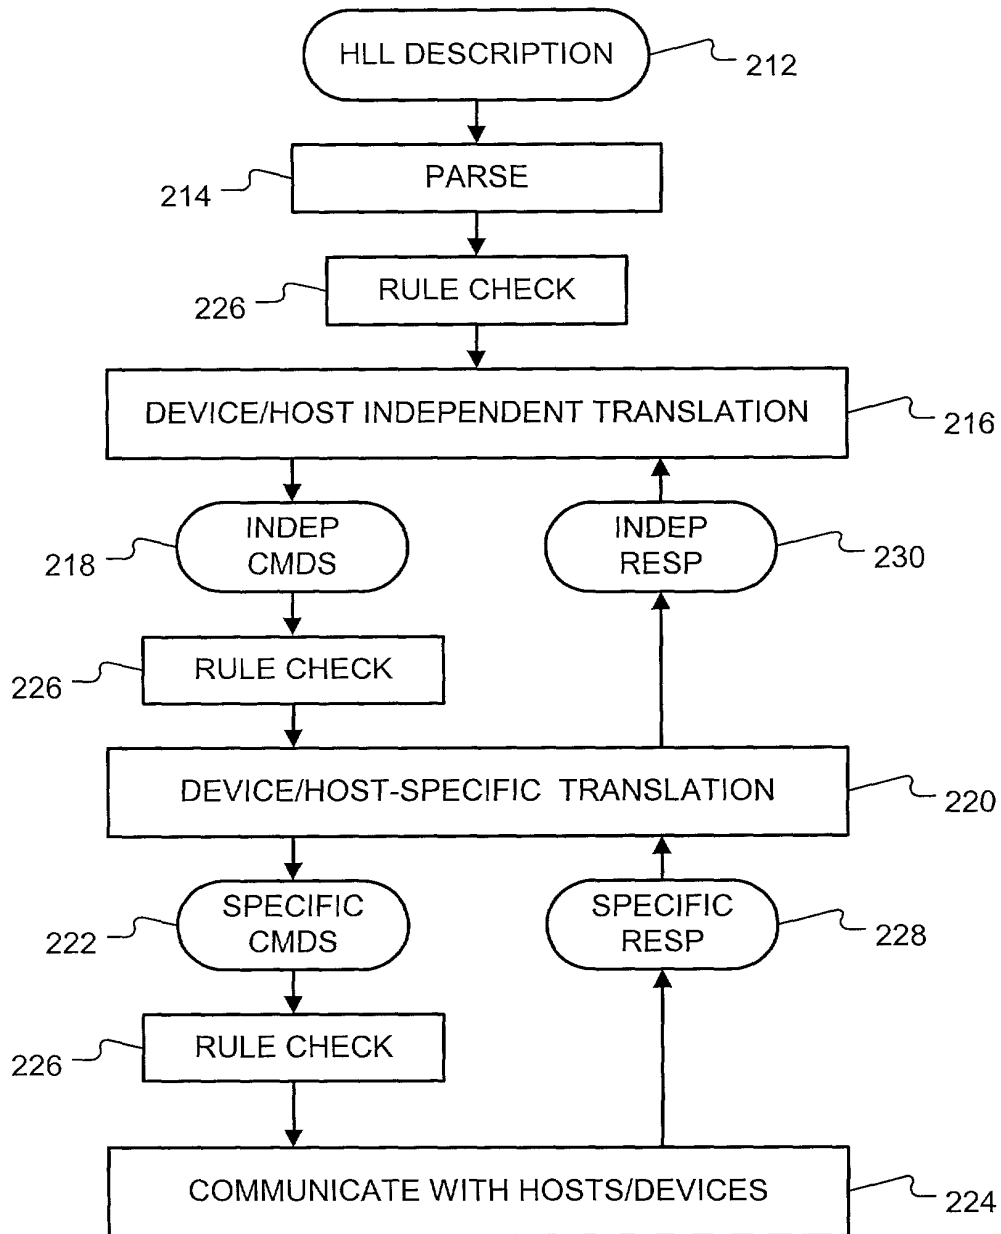 HLL DESCRIPTION
212
PARSE
214
RULE CHECK
226
DEVICE/HOST INDEPENDENT TRANSLATION
216
INDEP
CMDS
218
INDEP
RESP
230
RULE CHECK
226
DEVICE/HOST-SPECIFIC TRANSLATION
220
SPECIFIC
CMDS
222
SPECIFIC
RESP
228
RULE CHECK
226
COMMUNICATE WITH HOSTS/DEVICES
224